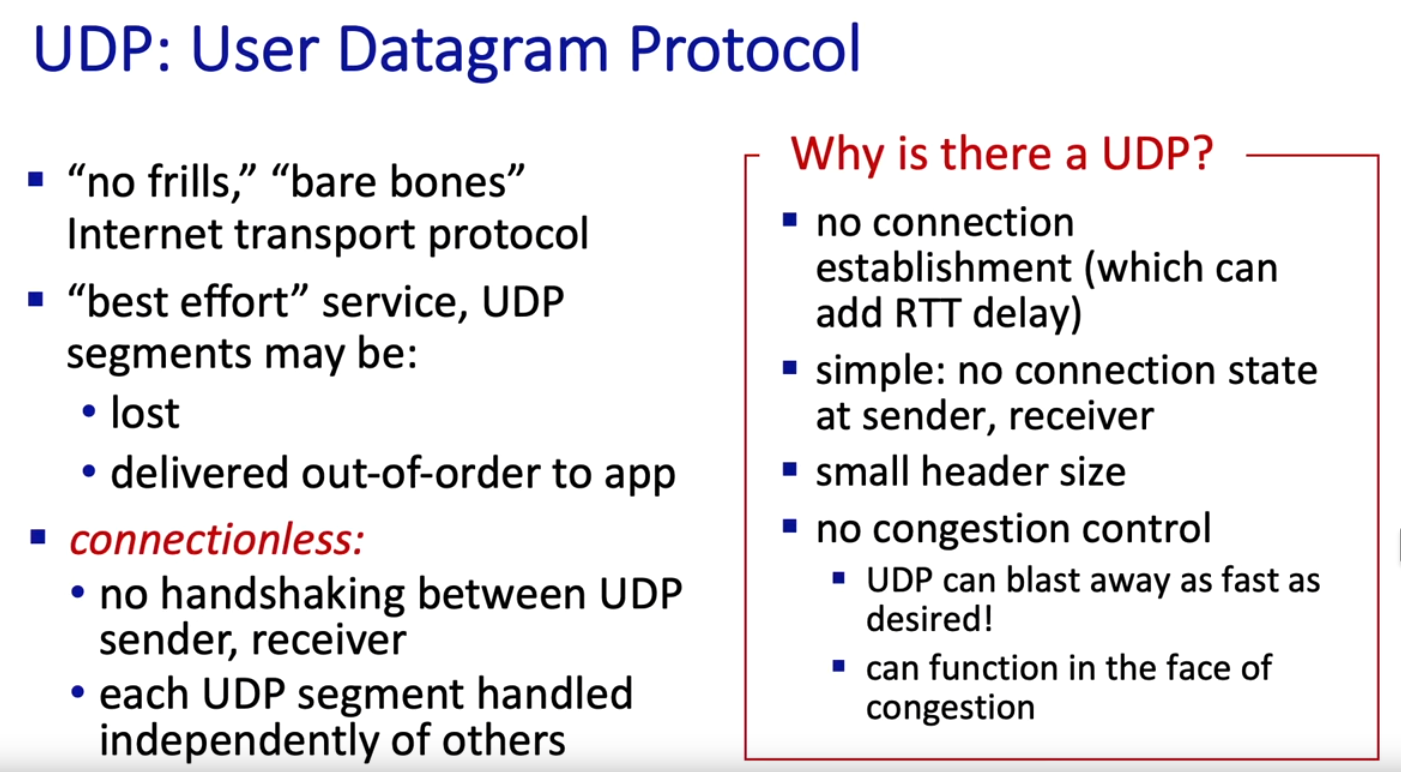 UDP: User Datagram Protocol
▪ “no frills,” “bare bones”
Internet transport protocol
▪ “best effort” service, UDP
segments may be:
• lost
• delivered out-of-order to app
▪ connectionless:
• no handshaking between UDP
sender, receiver
• each UDP segment handled
independently of others
Why is there a UDP?
▪ no connection
establishment (which can
add RTT delay)
▪ simple: no connection state
at sender, receiver
▪ small header size
▪ no congestion control
▪ UDP can blast away as fast as
desired!
▪ can function in the face of
congestion